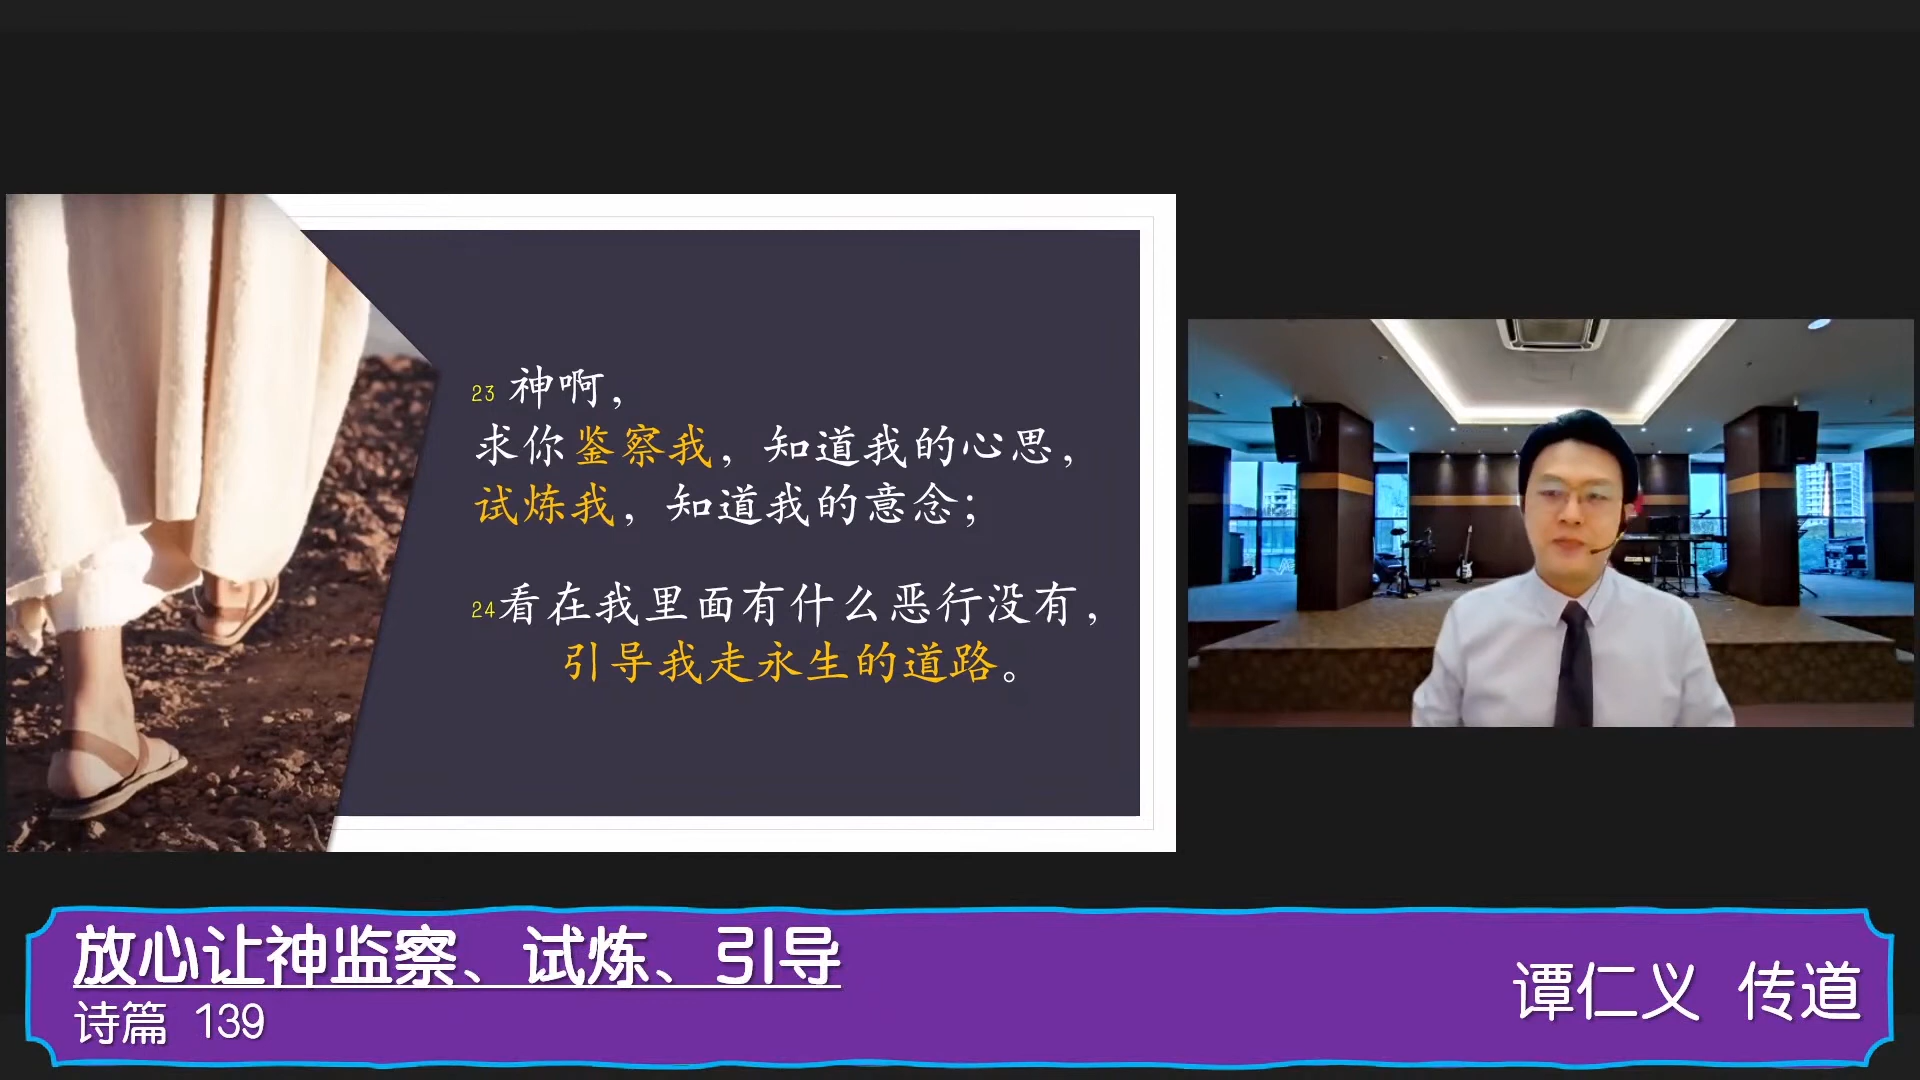 23 神啊，
求你鉴察我，知道我的心思，
试炼我，知道我的意念；
24看在我里面有什么恶行没有，
引导我走永生的道路。
放心让神监察、试炼、引导
诗篇 139
谭仁义 传道